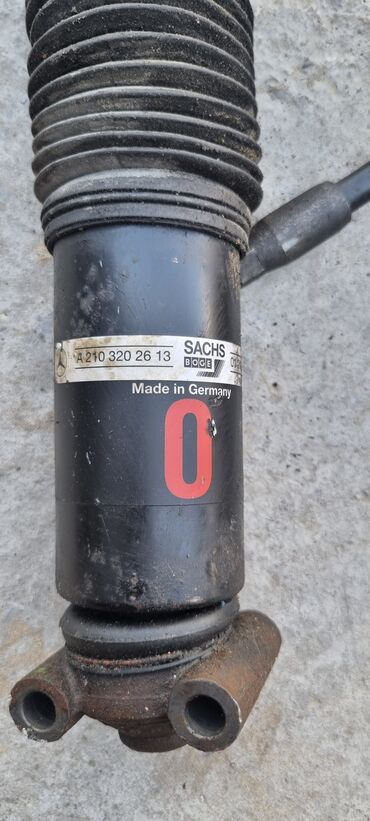 A 210 320 26 13 SACHS
BOGE
Made in Germany
0